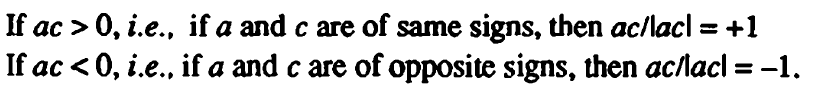 If ac > 0, i.e., if a and c are of same signs, then ac/|ac| = +1
If ac < 0, i.e., if a and c are of opposite signs, then ac/|ac| = –1.